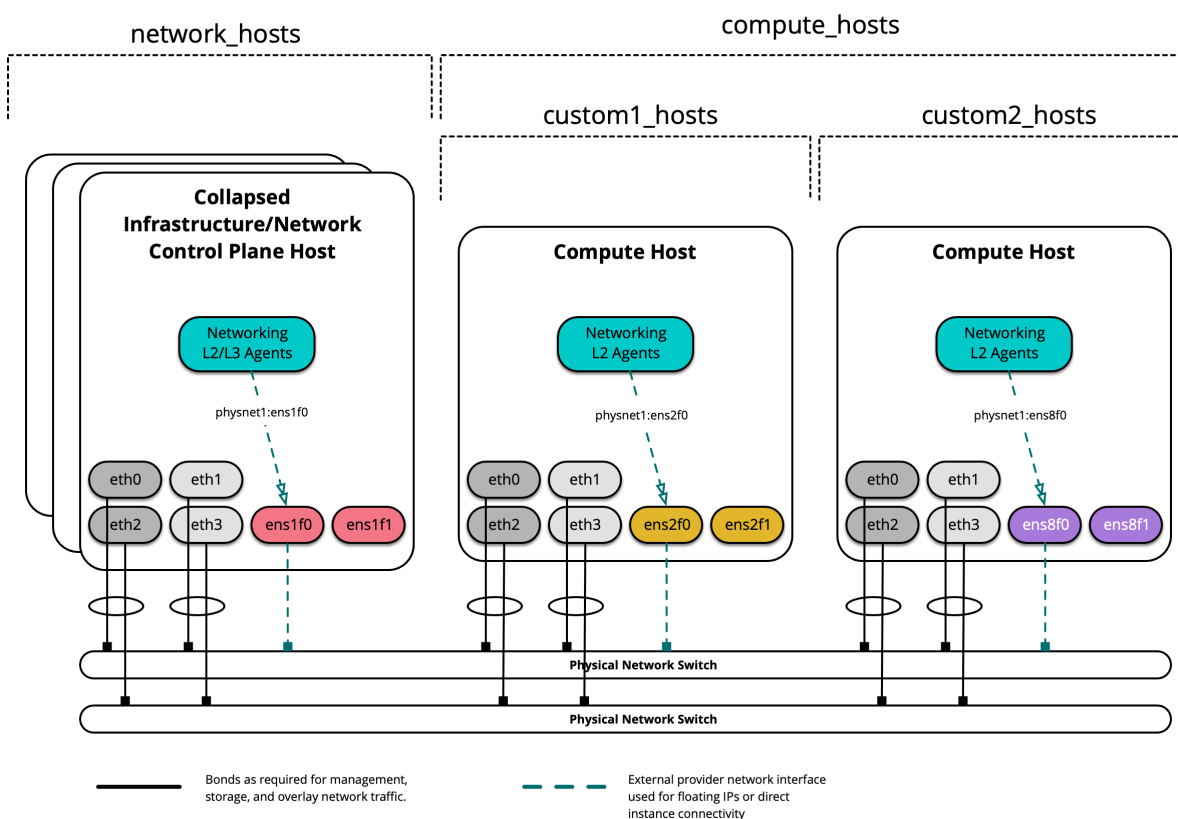 network_hosts
compute_hosts
custom1_hosts
custom2_hosts
Collapsed
Infrastructure/Network
Control Plane Host
Networking
L2/L3 Agents
physnet1:ens1f0
eth0
eth1
eth2
eth3
ens1f0
ens1f1
Compute Host
Networking
L2 Agents
physnet1:ens2f0
eth0
eth1
eth2
eth3
ens2f0
ens2f1
Compute Host
Networking
L2 Agents
physnet1:ens8f0
eth0
eth1
eth2
eth3
ens8f0
ens8f1
Physical Network Switch
Physical Network Switch
Bonds as required for management,
storage, and overlay network traffic.
External provider network interface
used for floating IPs or direct
instance connectivity